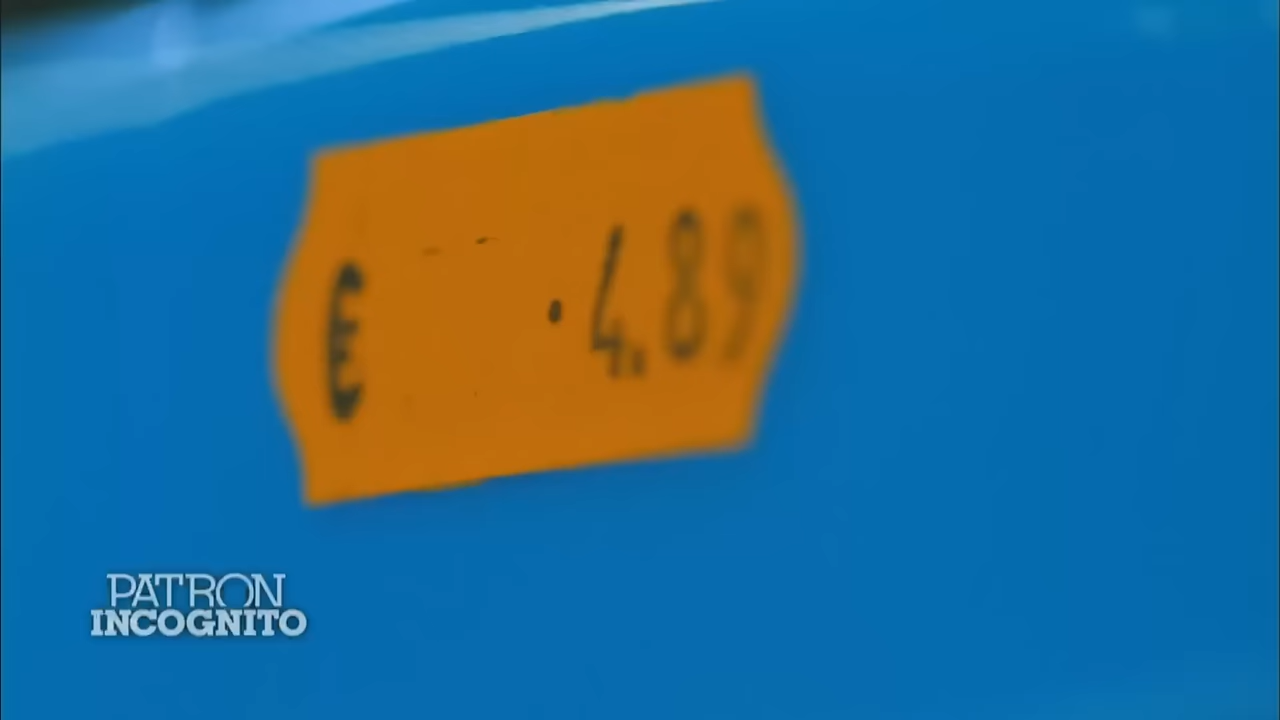 € · 4.89
PATRON
INCOGNITO